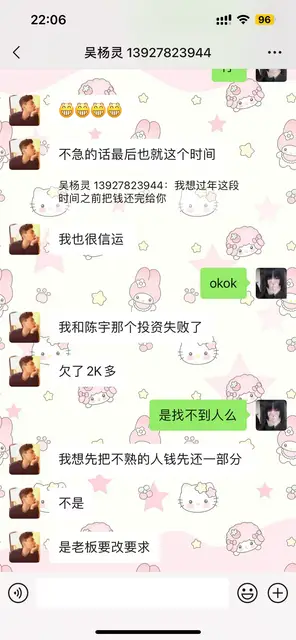 22:06
96
吴杨灵 13927823944
不急的话最后也就这个时间
吴杨灵 13927823944：我想过年这段
时间之前把钱还完给你
我也很信运
okok
我和陈宇那个投资失败了
欠了2K多
是找不到人么
我想先把不熟的人钱先还一部分
不是
是老板要改要求